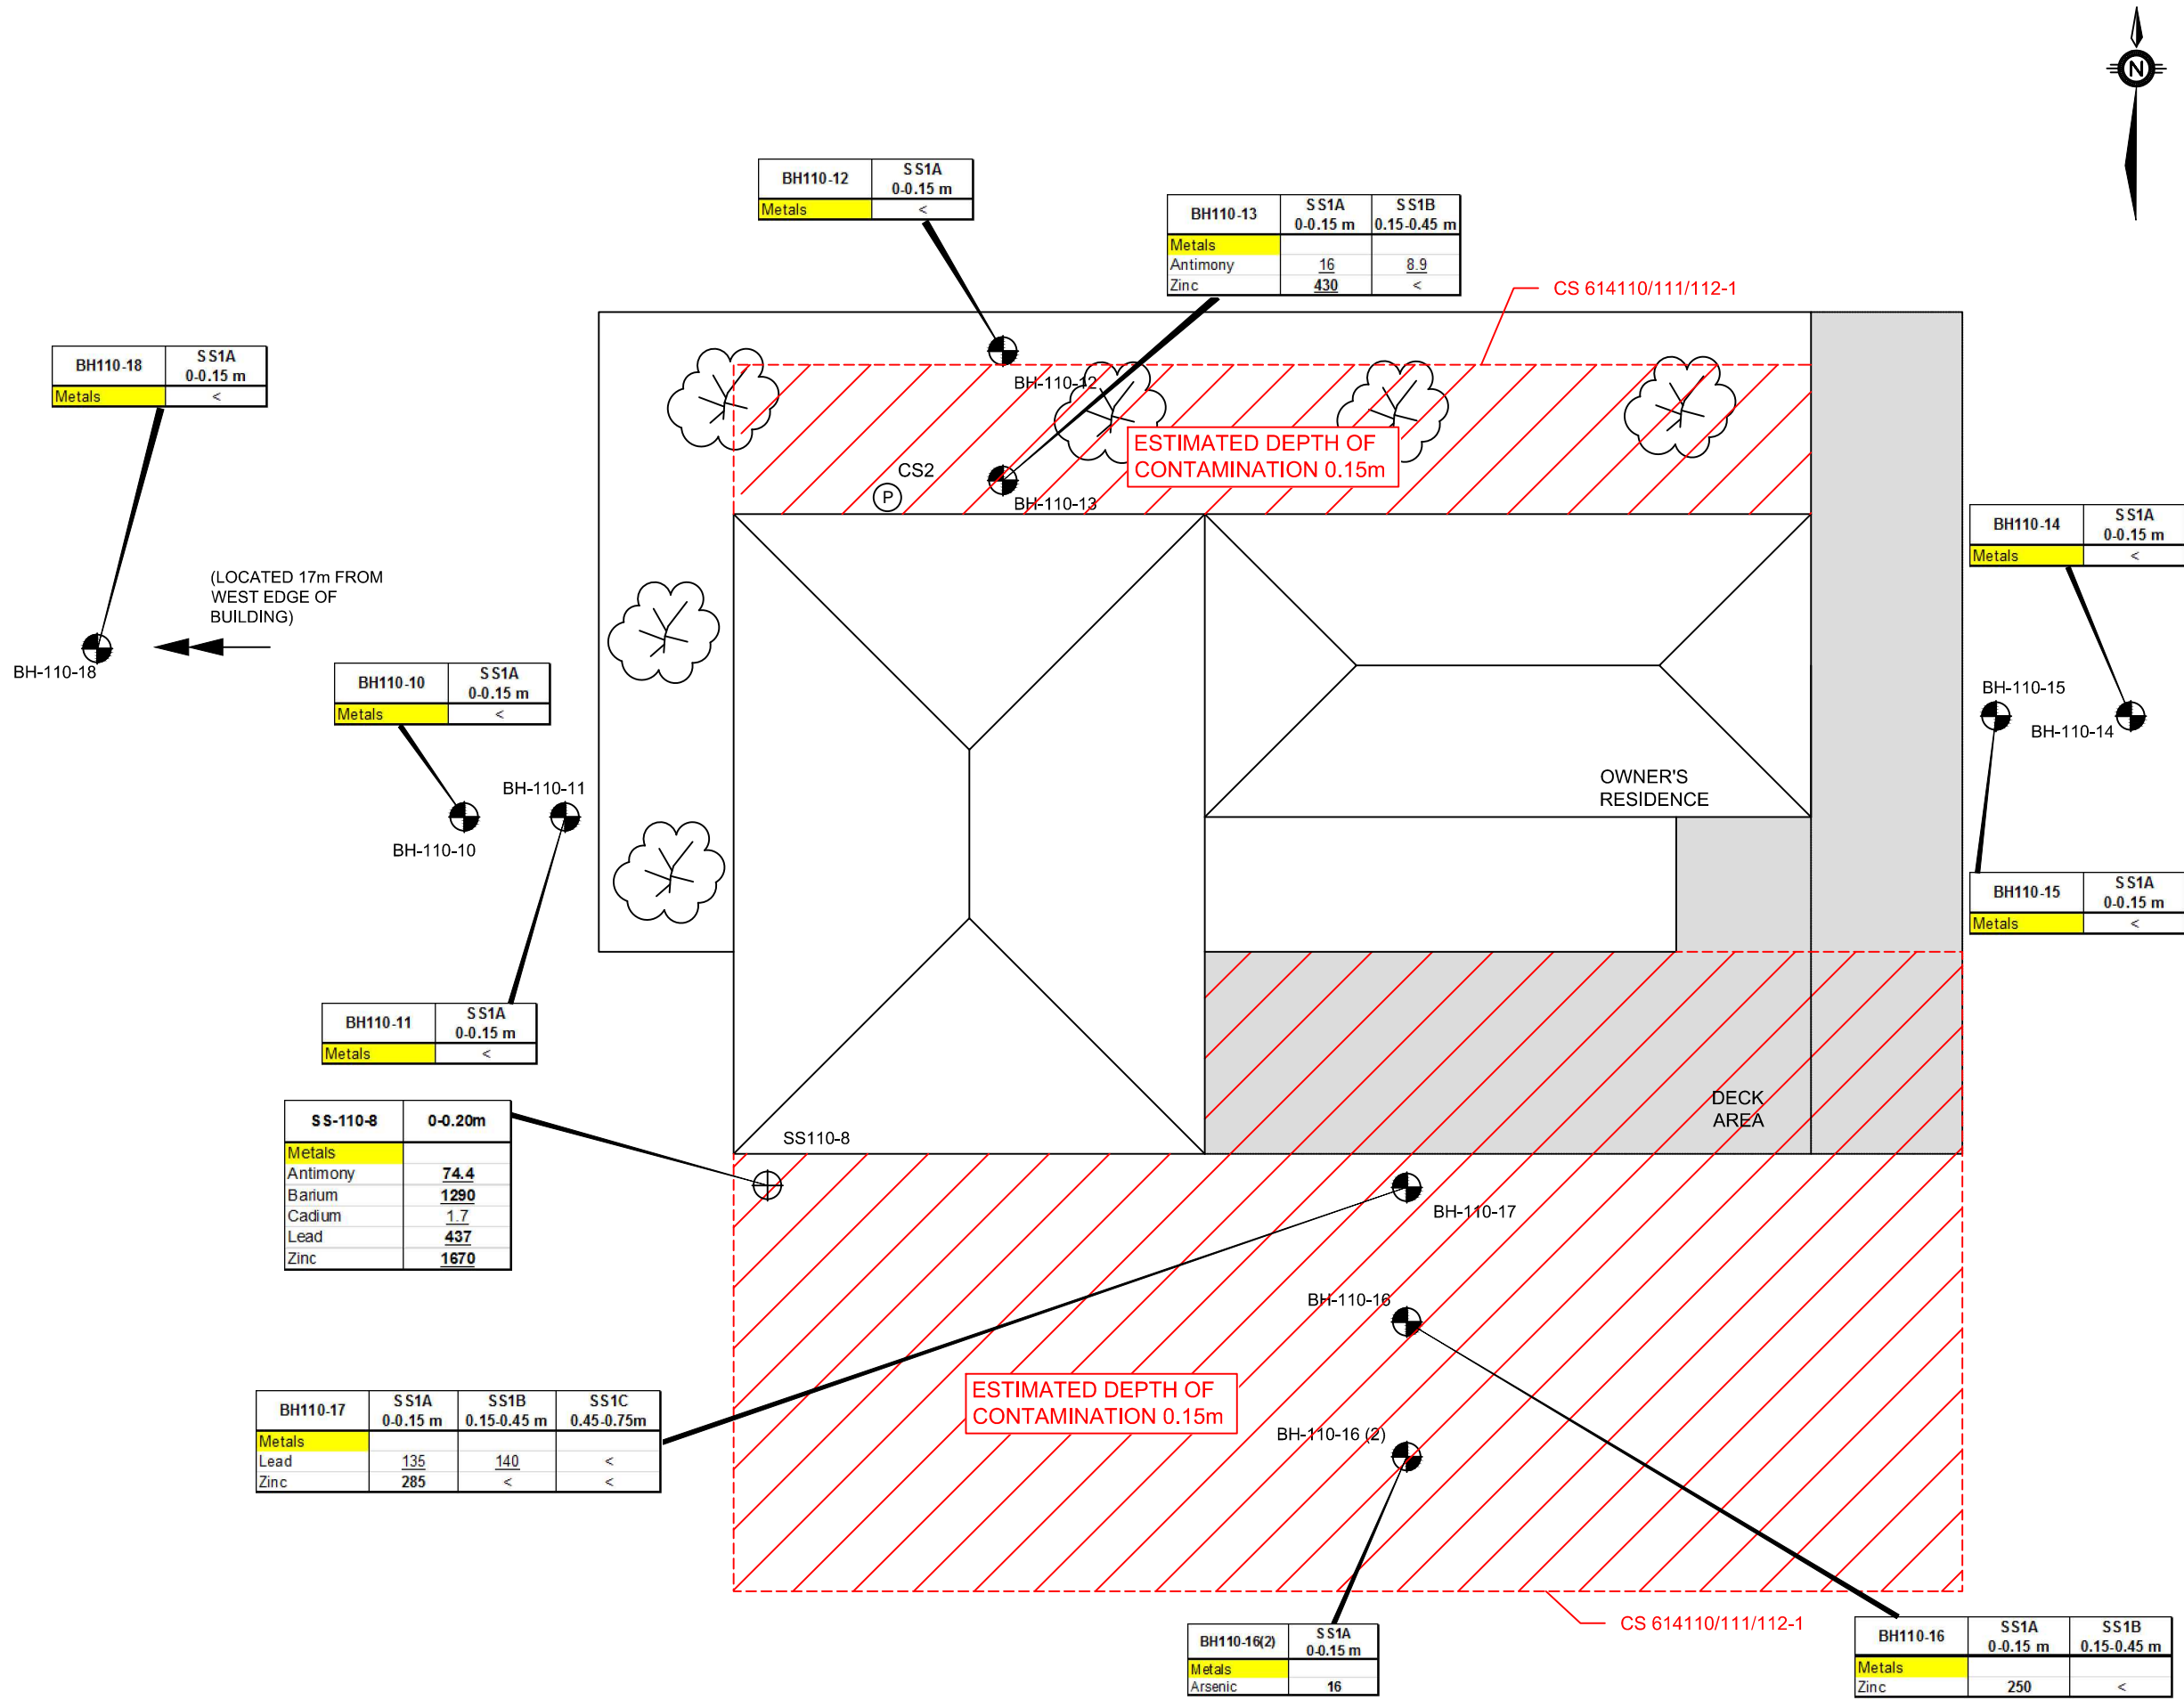 N
BH110-12 SS1A
0-0.15 m
Metals <
BH110-13 SS1A SS1B
0-0.15 m 0.15-0.45 m
Metals
Antimony 16 8.9
Zinc 430 <
CS 614110/111/112-1
BH110-18 SS1A
0-0.15 m
Metals <
BH-110-12
ESTIMATED DEPTH OF
CONTAMINATION 0.15m
CS2
P
BH-110-13
BH110-14 SS1A
0-0.15 m
Metals <
(LOCATED 17m FROM
WEST EDGE OF
BUILDING)
BH-110-18
BH110-10 SS1A
0-0.15 m
Metals <
BH-110-15
BH-110-14
BH-110-11
BH-110-10
OWNER'S
RESIDENCE
BH110-15 SS1A
0-0.15 m
Metals <
BH110-11 SS1A
0-0.15 m
Metals <
DECK
AREA
SS110-8
SS-110-8 0-0.20m
Metals
Antimony 74.4
Barium 1290
Cadium 1.7
Lead 437
Zinc 1670
BH-110-17
BH-110-16
ESTIMATED DEPTH OF
CONTAMINATION 0.15m
BH110-17 SS1A SS1B SS1C
0-0.15 m 0.15-0.45 m 0.45-0.75m
Metals
Lead 135 140 <
Zinc 285 < <
BH-110-16 (2)
CS 614110/111/112-1
BH110-16(2) SS1A
0-0.15 m
Metals
Arsenic 16
BH110-16 SS1A SS1B
0-0.15 m 0.15-0.45 m
Metals
Zinc 250 <